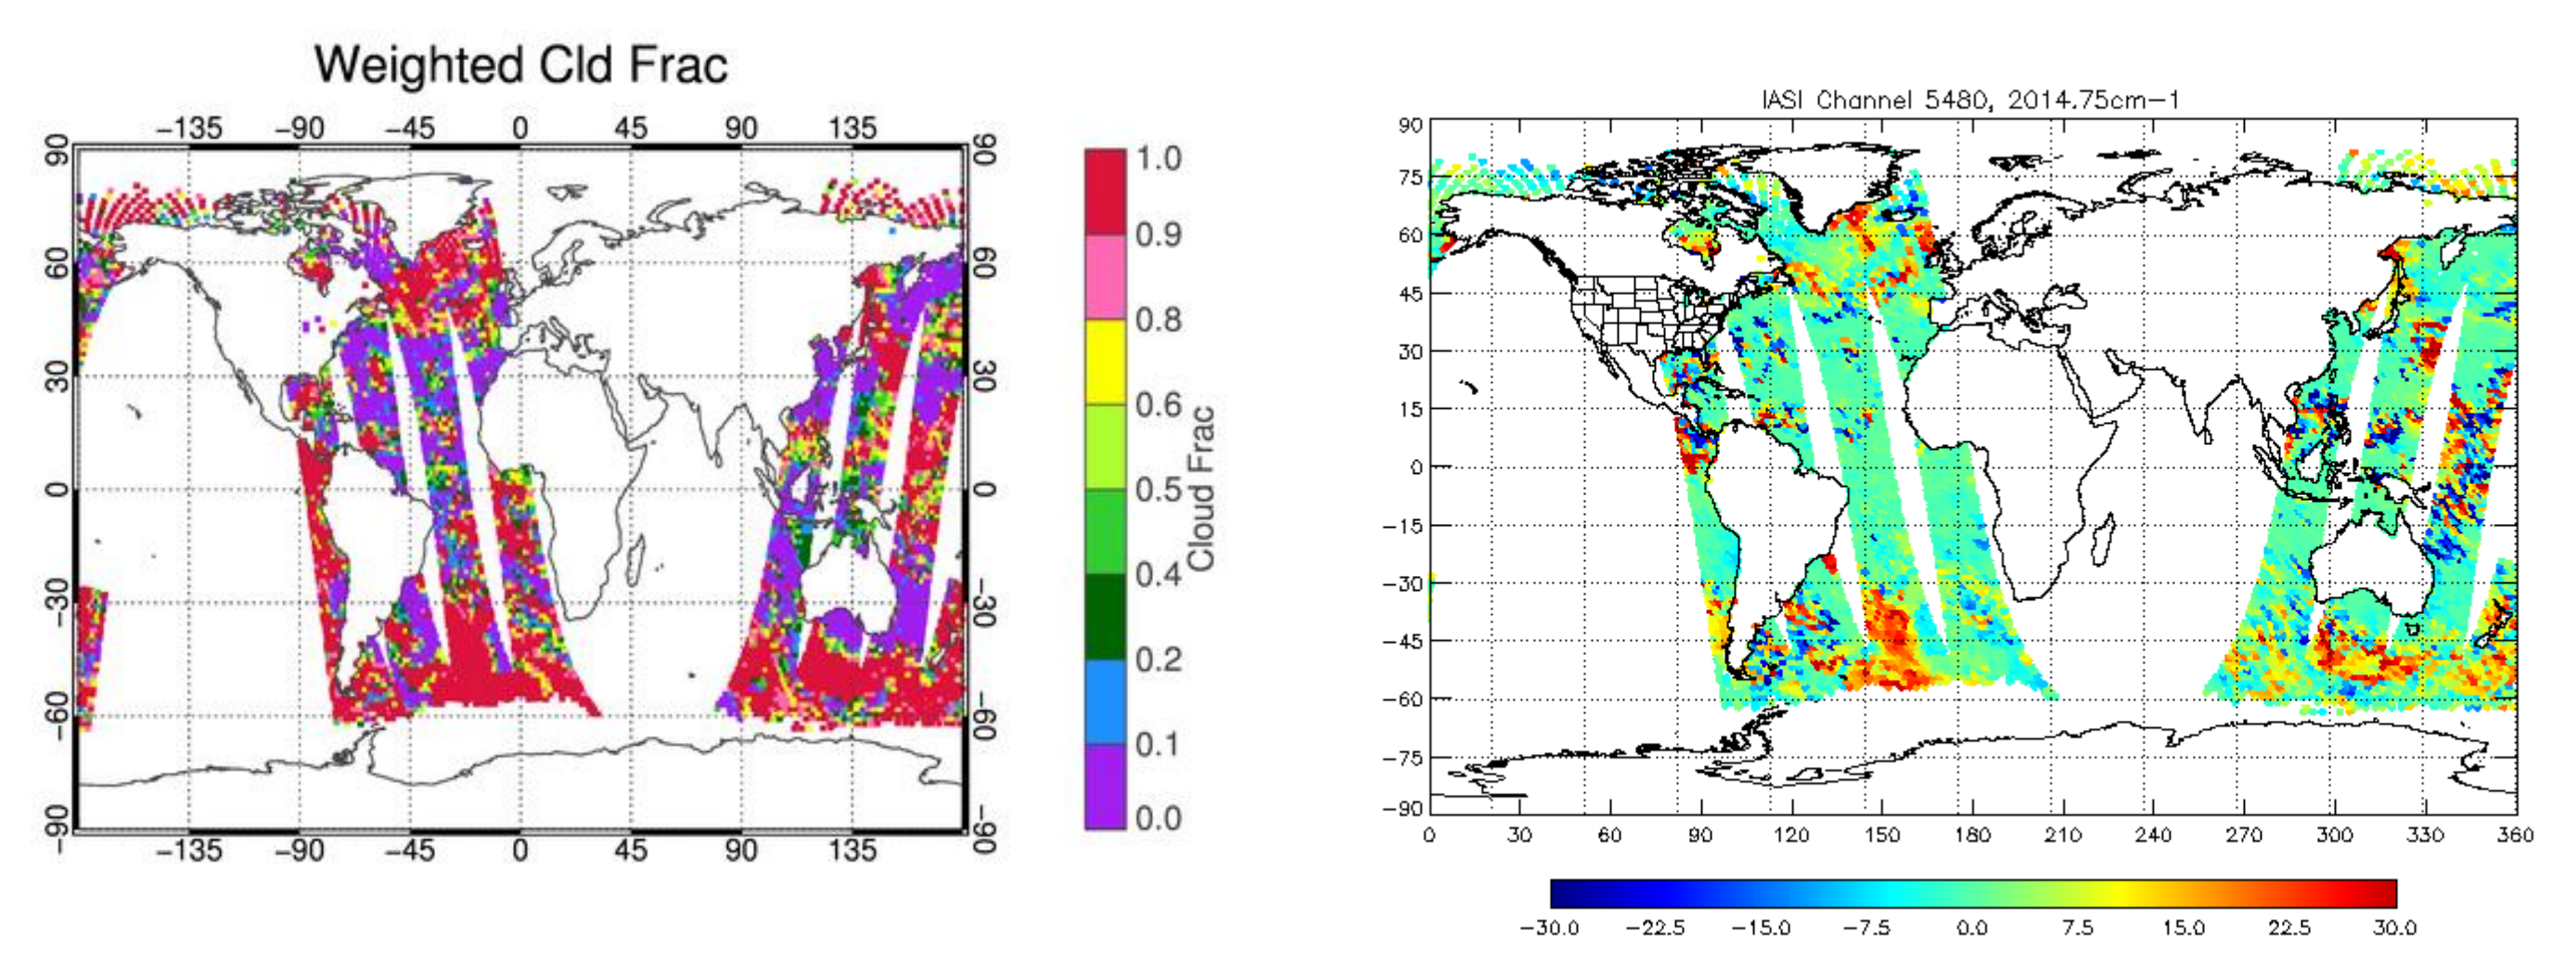 Weighted Cld Frac
−135 −90 −45 0 45 90 135
90 60 30 0 −30 −60 −90
90 60 30 0 −30 −60 −90
−135 −90 −45 0 45 90 135
1.0
0.9
0.8
0.6
0.5
0.4
0.2
0.1
0.0
Cloud Frac
IASI Channel 5480, 2014.75cm−1
90
75
60
45
30
15
0
−15
−30
−45
−60
−75
−90
0 30 60 90 120 150 180 210 240 270 300 330 360
−30.0 −22.5 −15.0 −7.5 0.0 7.5 15.0 22.5 30.0